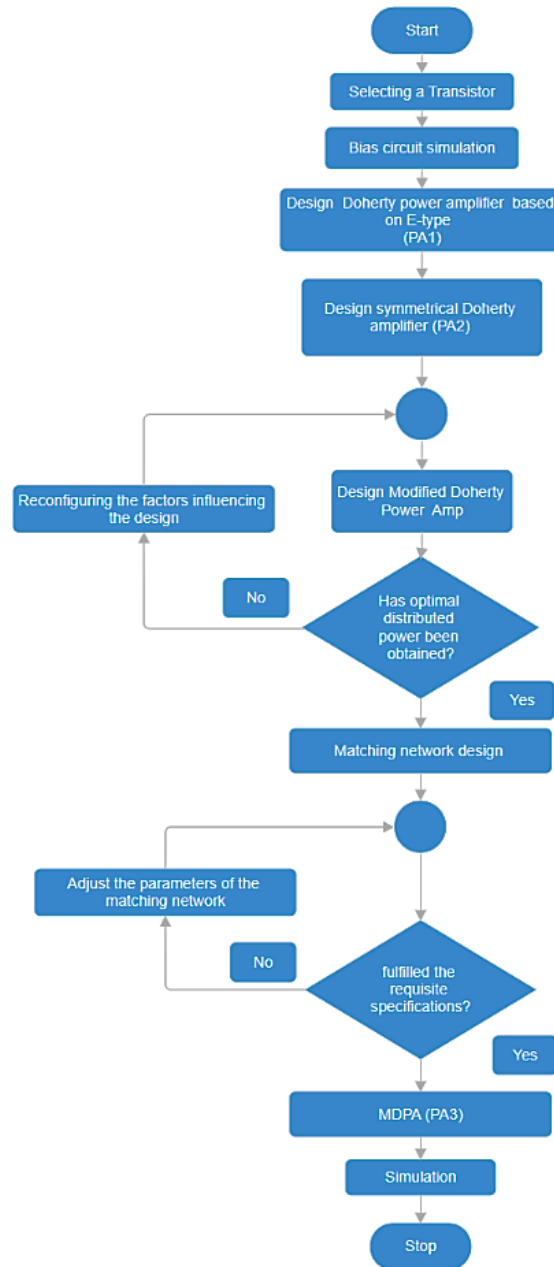 Start
Selecting a Transistor
Bias circuit simulation
Design Doherty power amplifier based
on E-type
(PA1)
Design symmetrical Doherty
amplifier (PA2)
Reconfiguring the factors influencing
the design
Design Modified Doherty
Power Amp
No
Has optimal
distributed
power been
obtained?
Yes
Matching network design
Adjust the parameters of the
matching network
No
fulfilled the
requisite
specifications?
Yes
MDPA (PA3)
Simulation
Stop